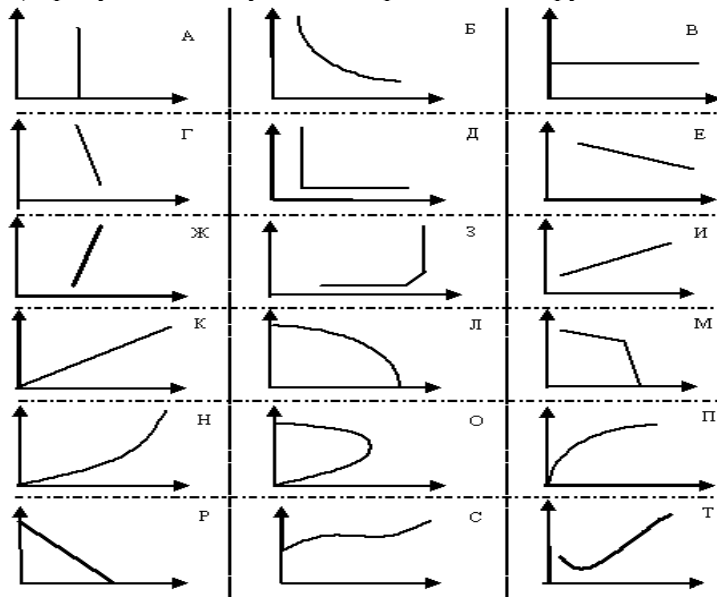 А Б В
Г Д Е
Ж З И
К Л М
Н О П
Р С Т